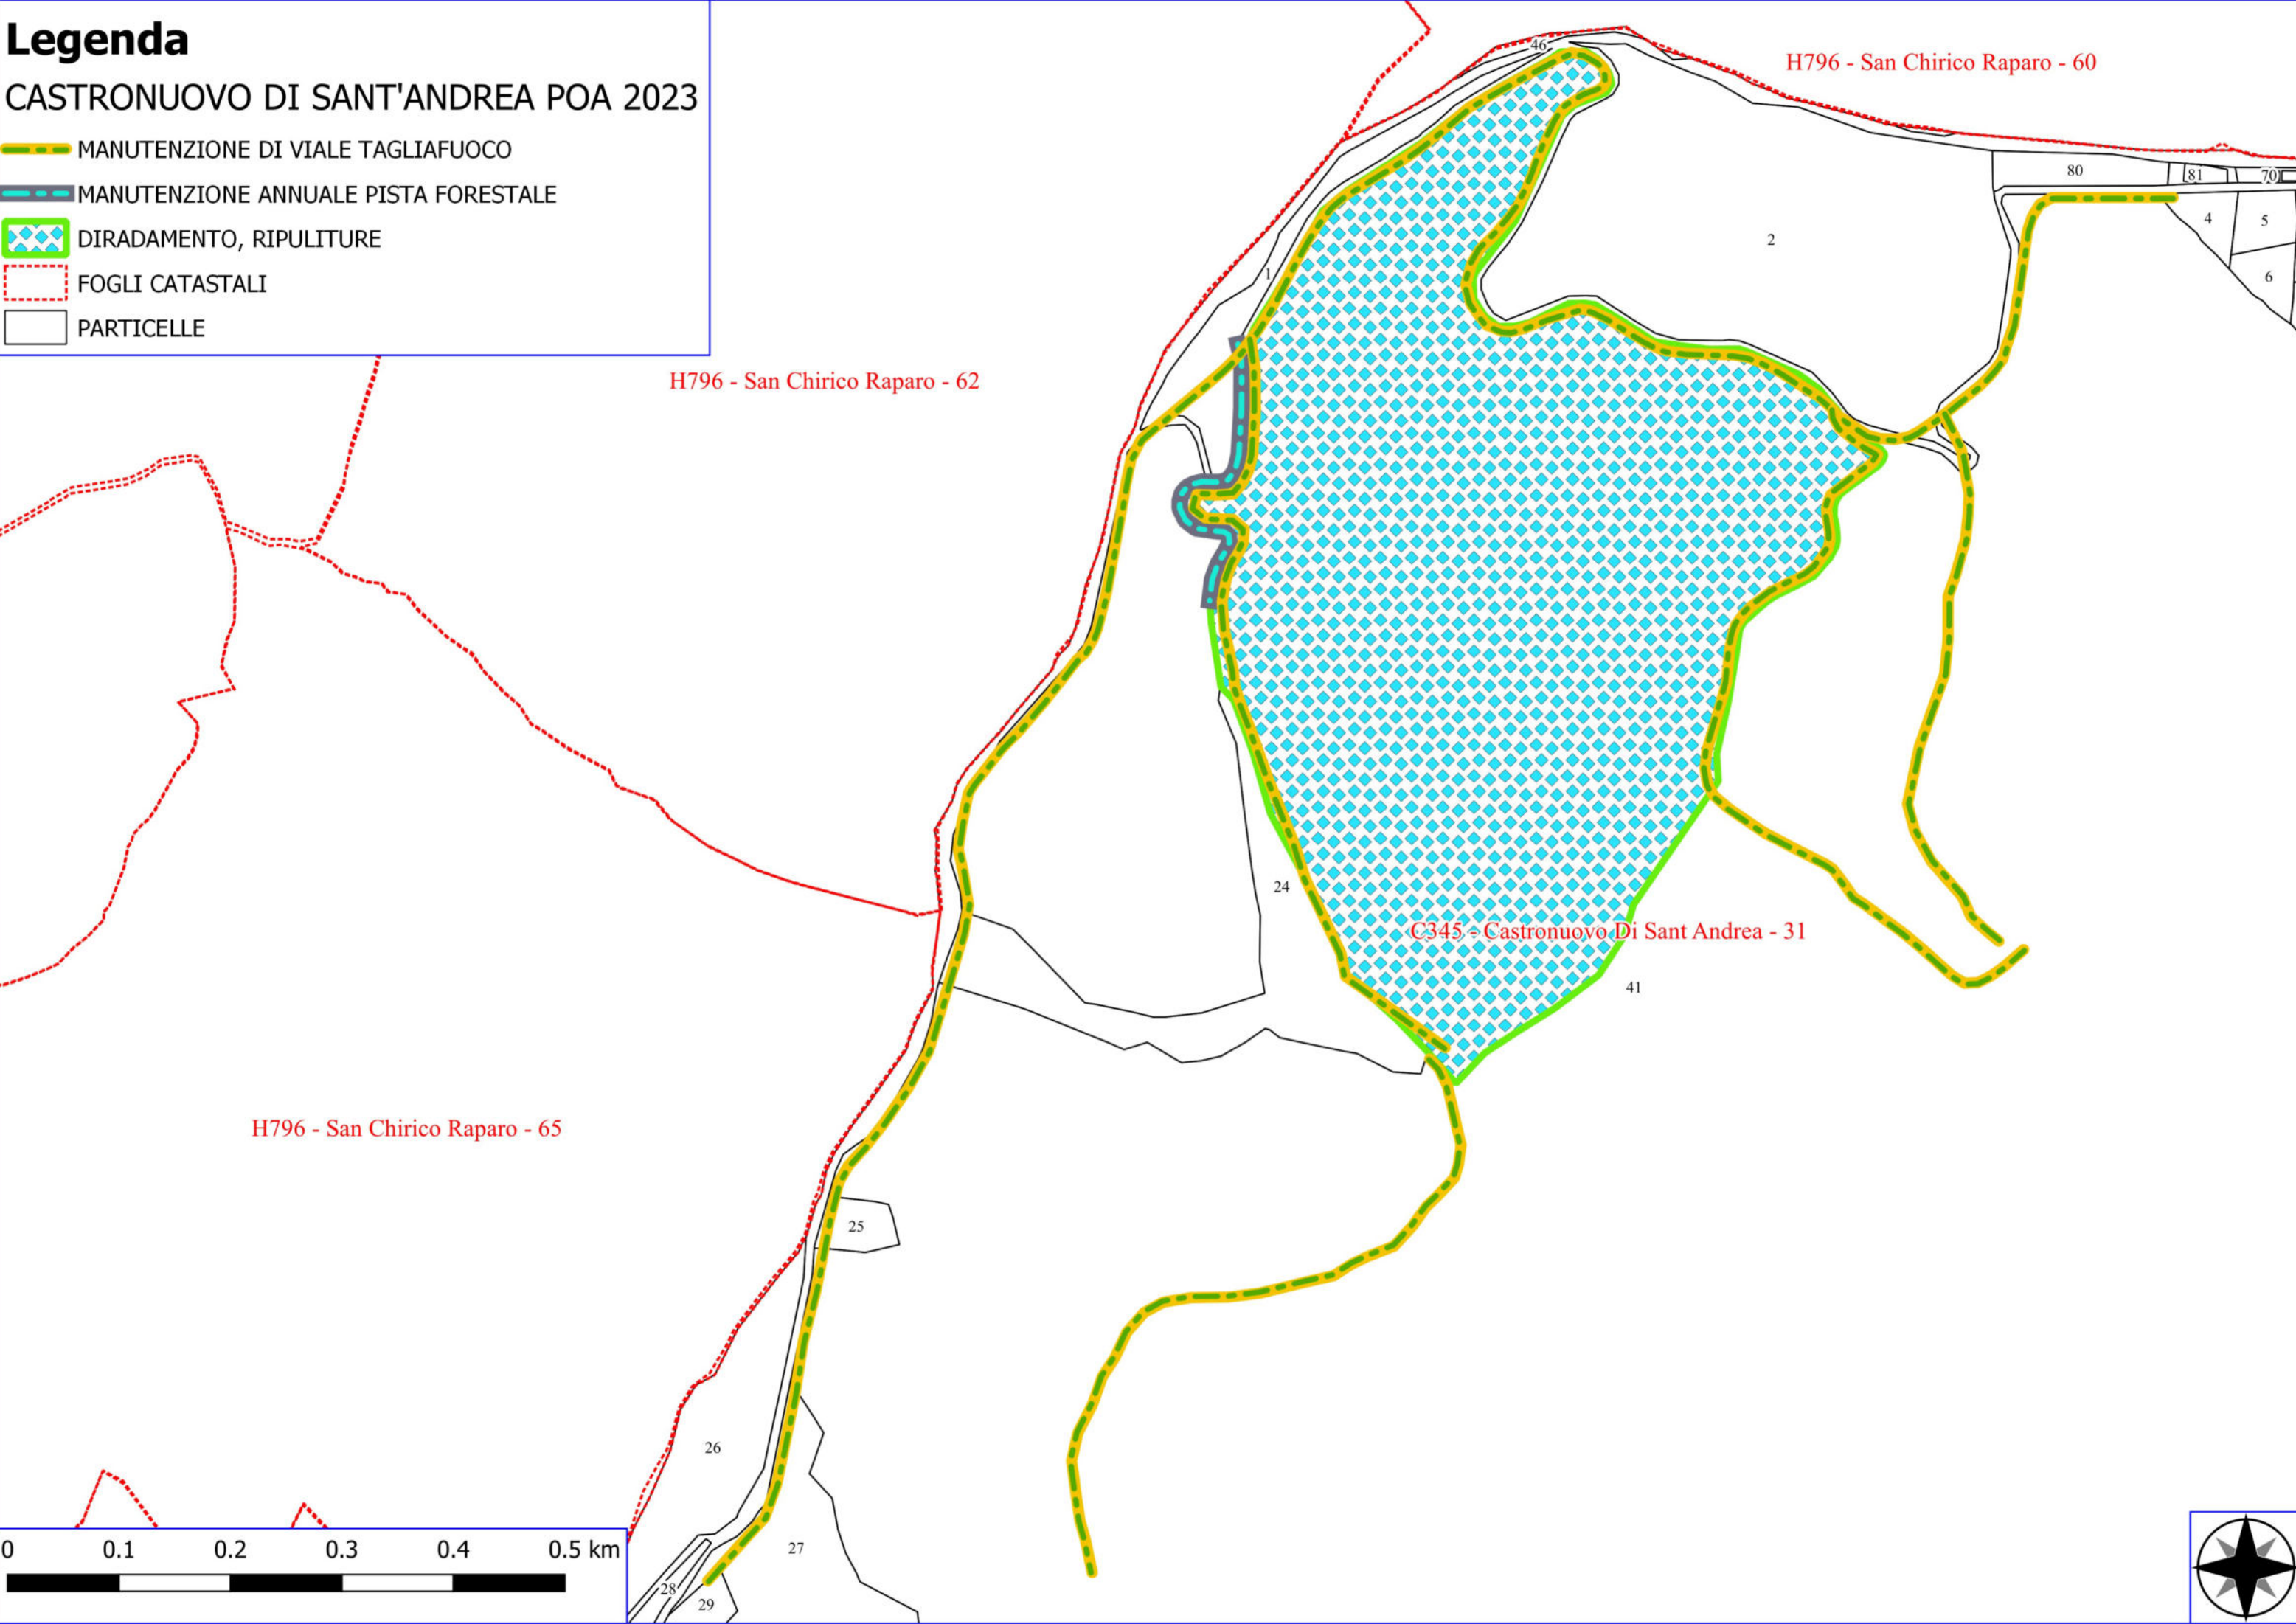 Legenda
CASTRONUOVO DI SANT'ANDREA POA 2023
MANUTENZIONE DI VIALE TAGLIAFUOCO
MANUTENZIONE ANNUALE PISTA FORESTALE
DIRADAMENTO, RIPULITURE
FOGLI CATASTALI
PARTICELLE
46
H796 - San Chirico Raparo - 60
80
81
70
4
5
2
6
1
H796 - San Chirico Raparo - 62
24
C345 - Castronuovo Di Sant Andrea - 31
41
H796 - San Chirico Raparo - 65
25
26
27
28
29
0 0.1 0.2 0.3 0.4 0.5 km